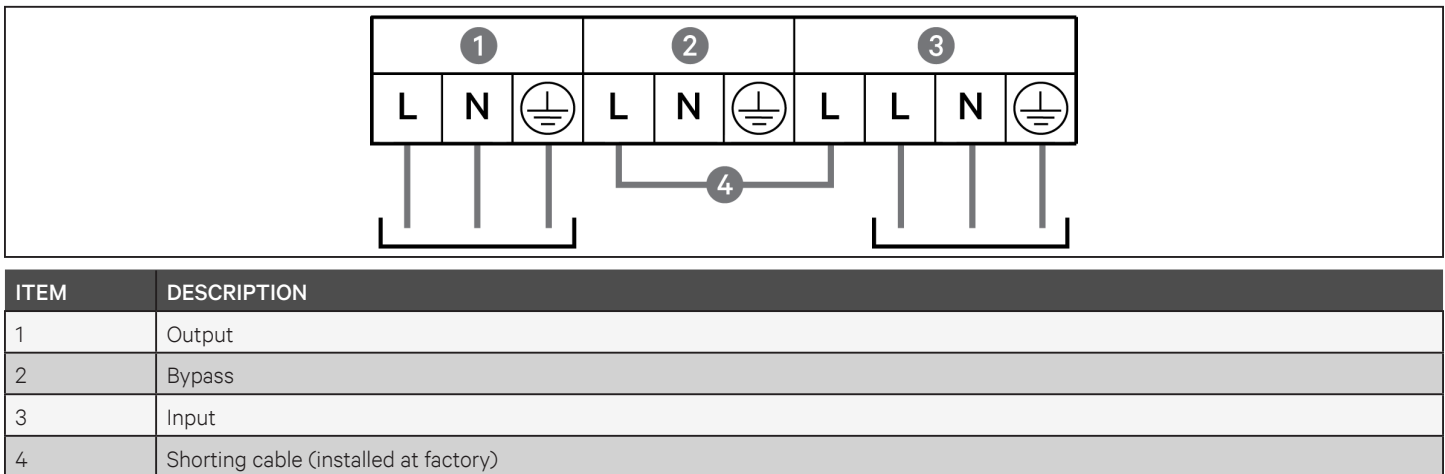 1 2 3
L N L N L L N
4
ITEM DESCRIPTION
1 Output
2 Bypass
3 Input
4 Shorting cable (installed at factory)